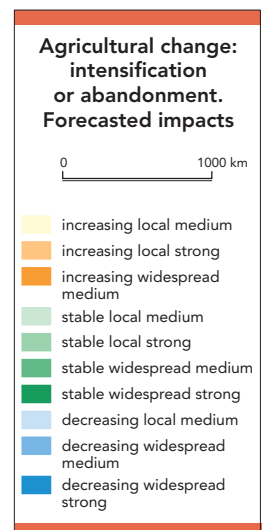 Agricultural change:
intensification
or abandonment.
Forecasted impacts
0 1000 km
increasing local medium
increasing local strong
increasing widespread
medium
stable local medium
stable local strong
stable widespread medium
stable widespread strong
decreasing local medium
decreasing widespread
medium
decreasing widespread
strong